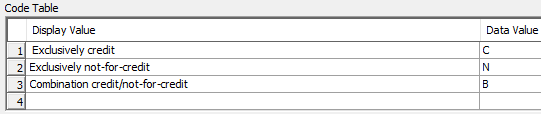 Code Table
Display Value Data Value
1 Exclusively credit C
2 Exclusively not-for-credit N
3 Combination credit/not-for-credit B
4